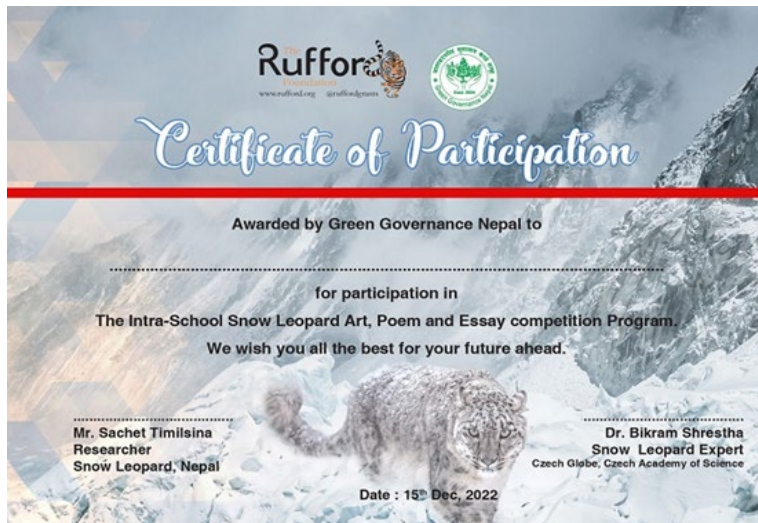 The
Rufford
Foundation
www.rufford.org @ruffordgrants
Green Governance Nepal
Certificate of Participation
Awarded by Green Governance Nepal to
for participation in
The Intra-School Snow Leopard Art, Poem and Essay competition Program.
We wish you all the best for your future ahead.
Mr. Sachet Timilsina
Researcher
Snow Leopard, Nepal
Dr. Bikram Shrestha
Snow Leopard Expert
Czech Globe, Czech Academy of Science
Date : 15th Dec, 2022